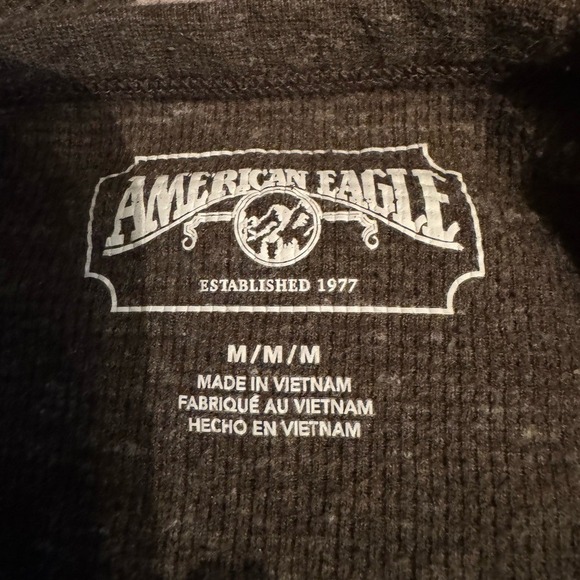 AMERICAN EAGLE
ESTABLISHED 1977
M/M/M
MADE IN VIETNAM
FABRIQUÉ AU VIETNAM
HECHO EN VIETNAM